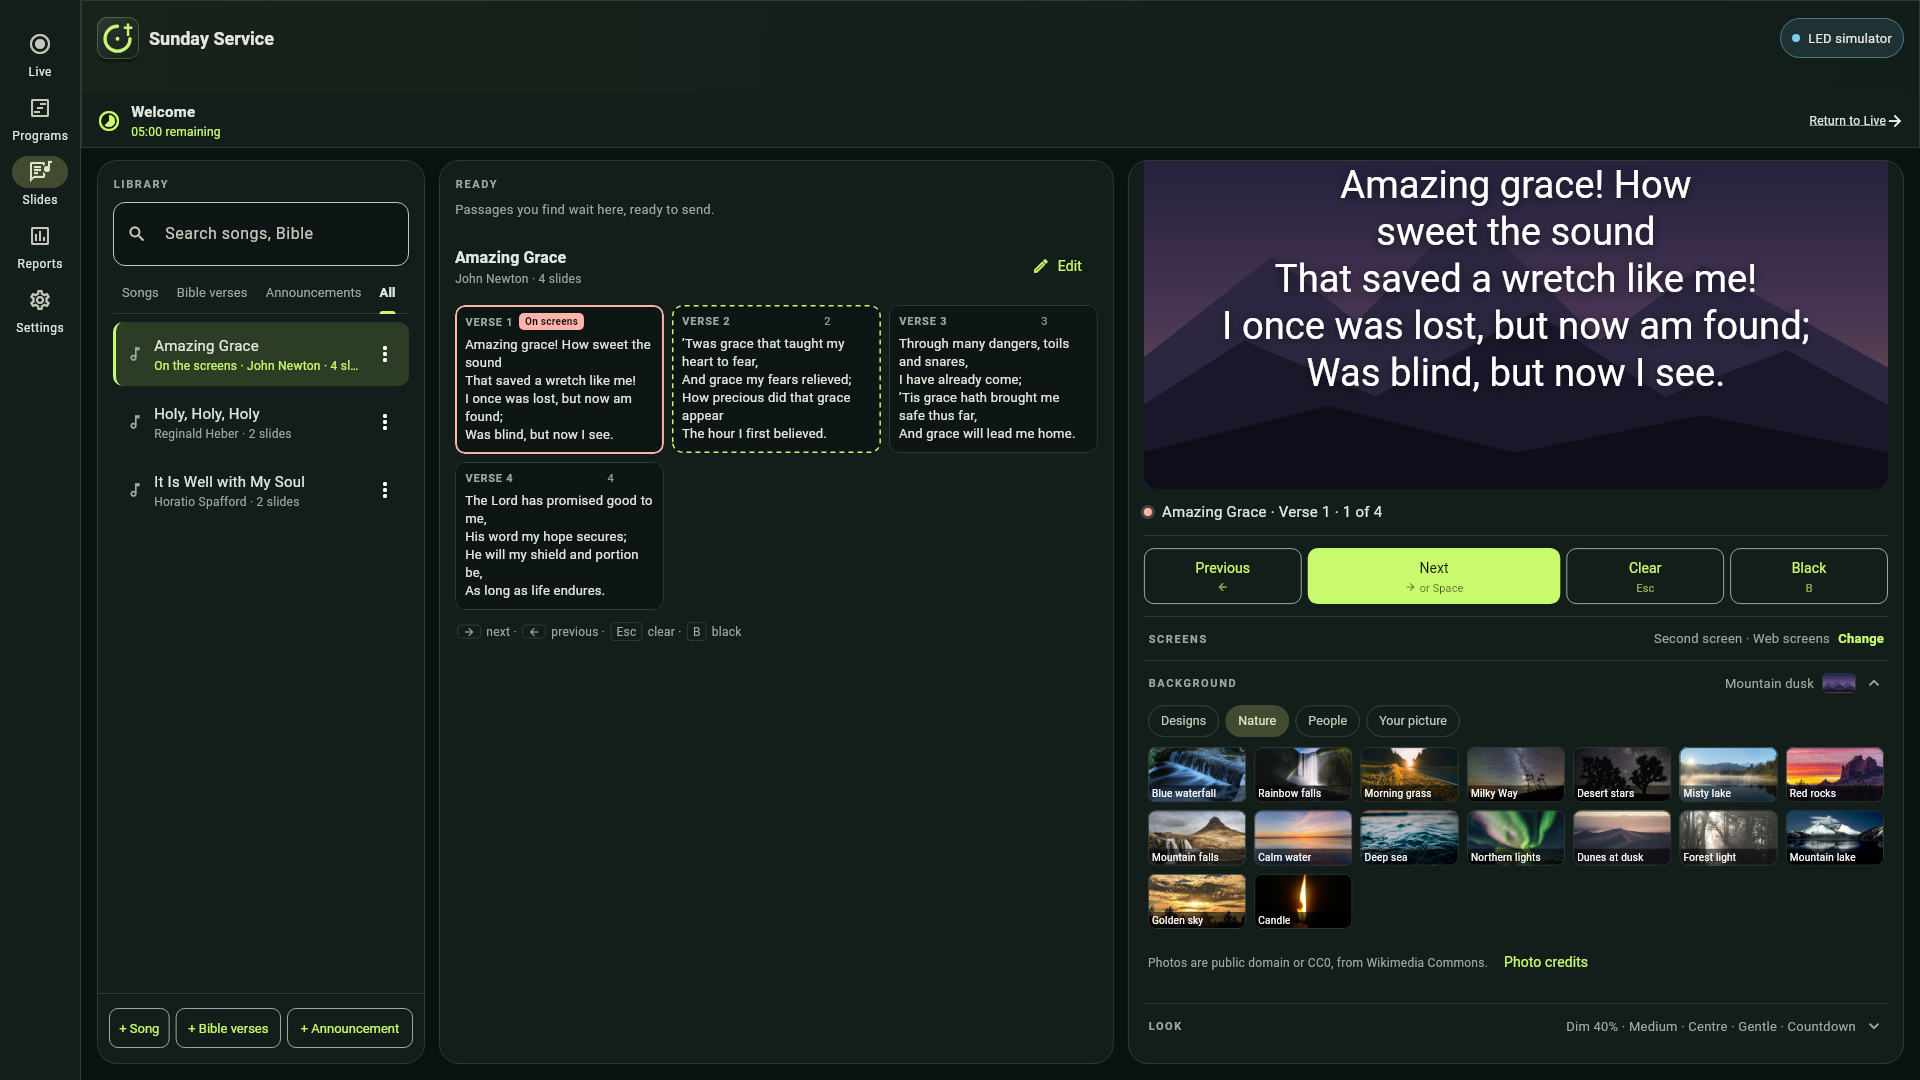 Sunday Service
LED simulator
Live
Programs
Slides
Reports
Settings
Welcome
05:00 remaining
Return to Live
LIBRARY
Search songs, Bible
Songs
Bible verses
Announcements
All
Amazing Grace
On the screens · John Newton · 4 sl...
Holy, Holy, Holy
Reginald Heber · 2 slides
It Is Well with My Soul
Horatio Spafford · 2 slides
+ Song
+ Bible verses
+ Announcement
READY
Passages you find wait here, ready to send.
Amazing Grace
John Newton · 4 slides
Edit
VERSE 1 On screens
Amazing grace! How sweet the
sound
That saved a wretch like me!
I once was lost, but now am
found;
Was blind, but now I see.
VERSE 2 2
’Twas grace that taught my
heart to fear,
And grace my fears relieved;
How precious did that grace
appear
The hour I first believed.
VERSE 3 3
Through many dangers, toils
and snares,
I have already come;
’Tis grace hath brought me
safe thus far,
And grace will lead me home.
VERSE 4 4
The Lord has promised good to
me,
His word my hope secures;
He will my shield and portion
be,
As long as life endures.
→ next · ← previous · Esc clear · B black
Amazing grace! How
sweet the sound
That saved a wretch like me!
I once was lost, but now am found;
Was blind, but now I see.
Amazing Grace · Verse 1 · 1 of 4
Previous
←
Next
→ or Space
Clear
Esc
Black
B
SCREENS
Second screen · Web screens Change
BACKGROUND
Mountain dusk
Designs
Nature
People
Your picture
Blue waterfall
Rainbow falls
Morning grass
Milky Way
Desert stars
Misty lake
Red rocks
Mountain falls
Calm water
Deep sea
Northern lights
Dunes at dusk
Forest light
Mountain lake
Golden sky
Candle
Photos are public domain or CC0, from Wikimedia Commons. Photo credits
LOOK
Dim 40% · Medium · Centre · Gentle · Countdown